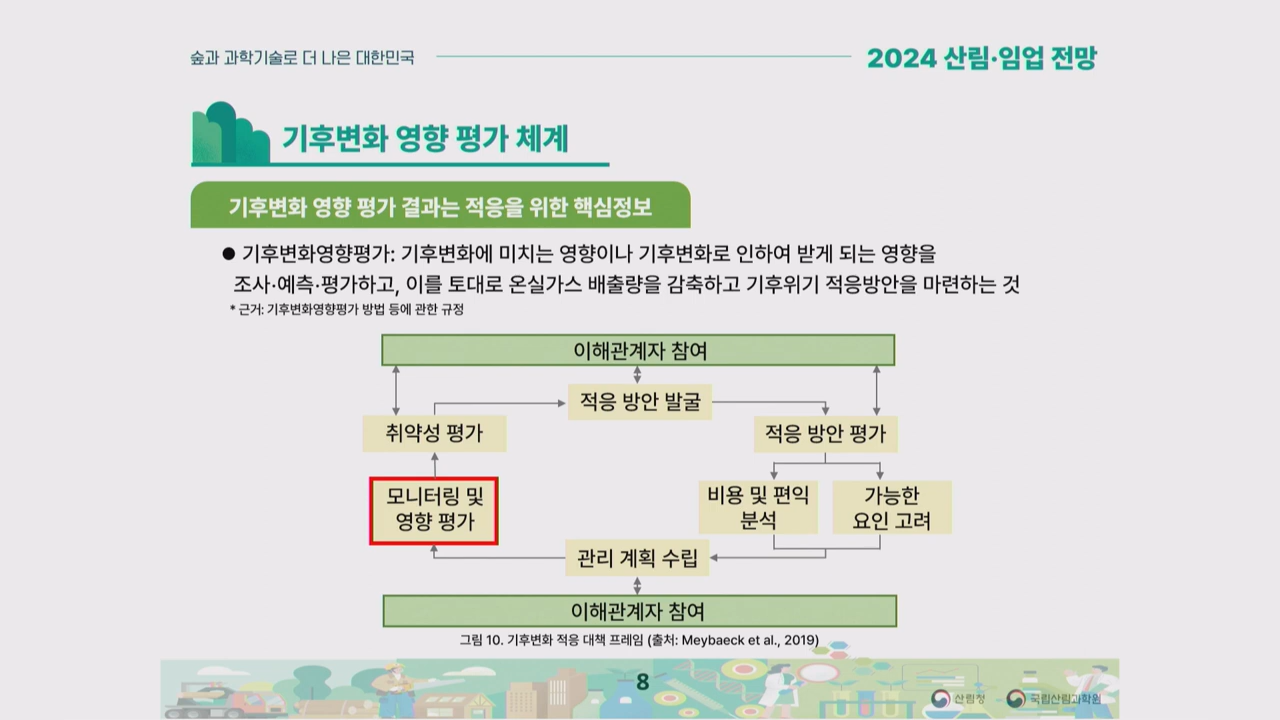 숲과 과학기술로 더 나은 대한민국
2024 산림·임업 전망
기후변화 영향 평가 체계
기후변화 영향 평가 결과는 적응을 위한 핵심정보
● 기후변화영향평가: 기후변화에 미치는 영향이나 기후변화로 인하여 받게 되는 영향을
조사·예측·평가하고, 이를 토대로 온실가스 배출량을 감축하고 기후위기 적응방안을 마련하는 것
* 근거: 기후변화영향평가 방법 등에 관한 규정
이해관계자 참여
적응 방안 발굴
취약성 평가
적응 방안 평가
모니터링 및
영향 평가
비용 및 편익
분석
가능한
요인 고려
관리 계획 수립
이해관계자 참여
그림 10. 기후변화 적응 대책 프레임 (출처: Meybaeck et al., 2019)
8
산림청
국립산림과학원